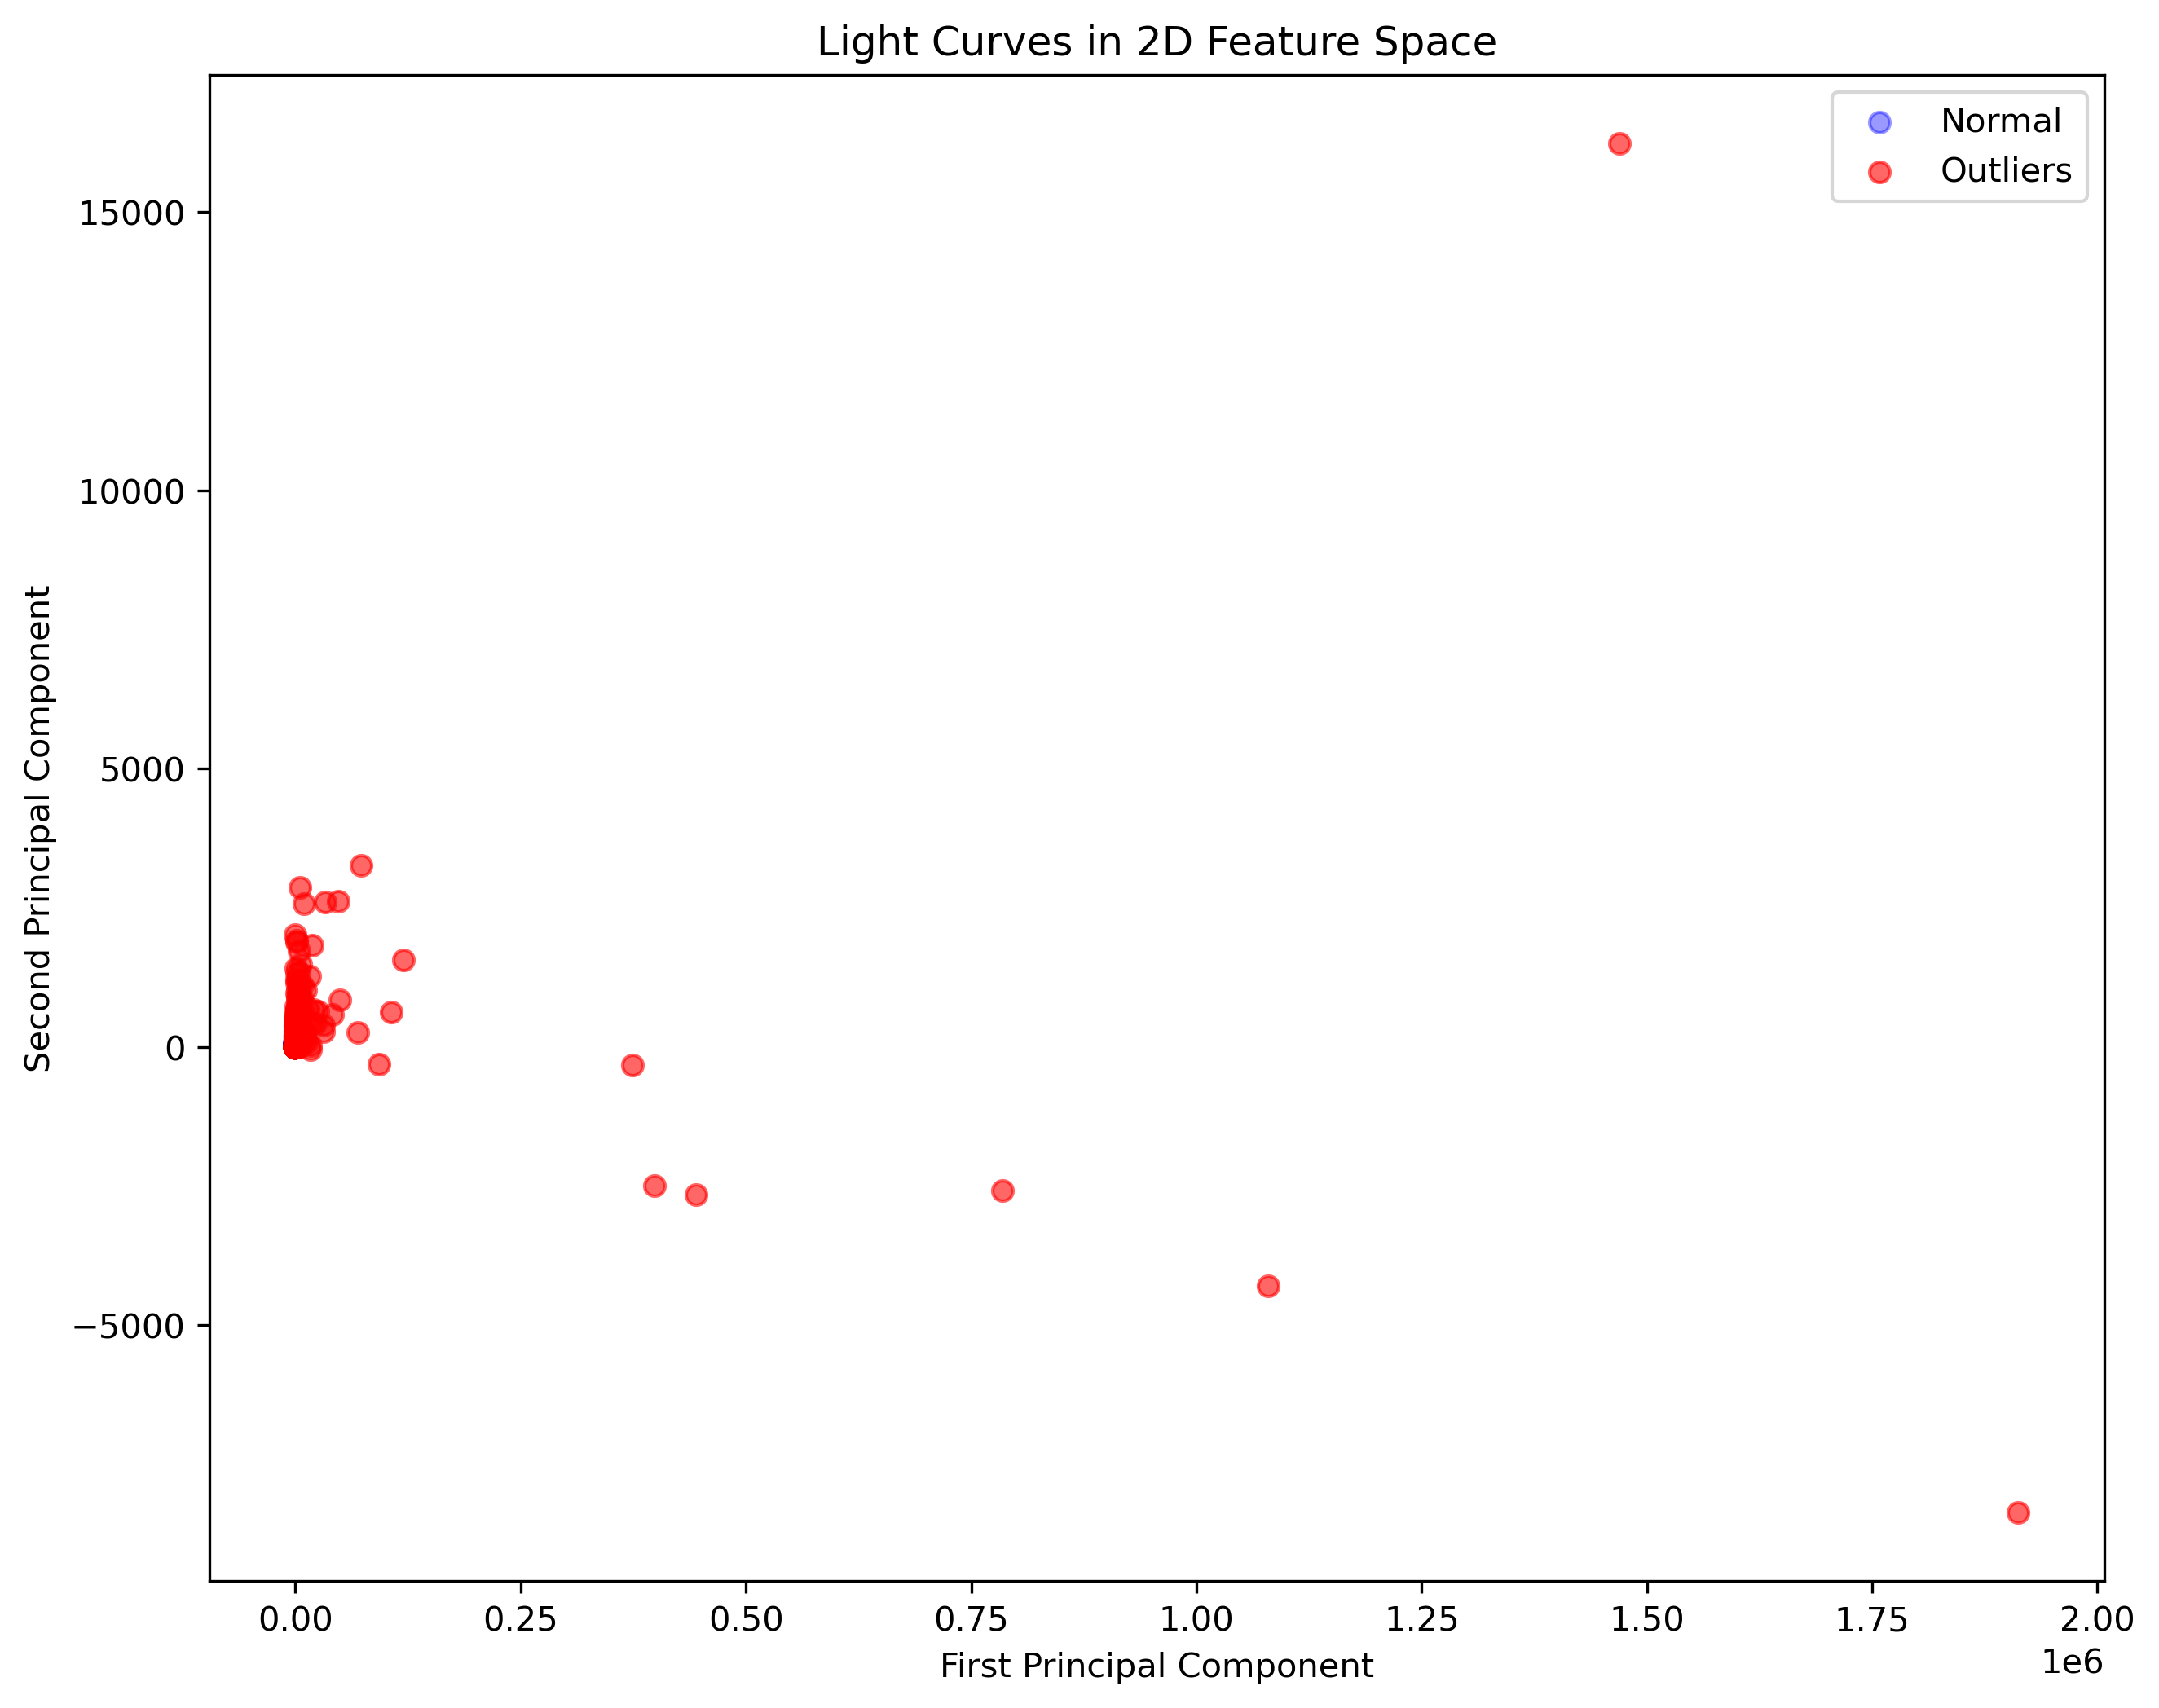 Light Curves in 2D Feature Space
Normal
Outliers
15000
10000
5000
0
−5000
Second Principal Component
0.00 0.25 0.50 0.75 1.00 1.25 1.50 1.75 2.00
1e6
First Principal Component